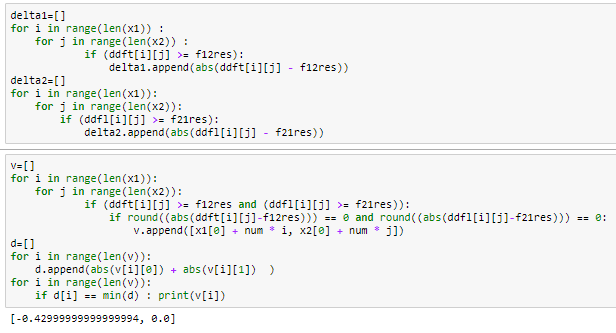 delta1=[]
for i in range(len(x1)) :
    for j in range(len(x2)) :
            if (ddft[i][j] >= f12res):
                delta1.append(abs(ddft[i][j] - f12res))
delta2=[]
for i in range(len(x1)):
    for j in range(len(x2)):
        if (ddfl[i][j] >= f21res):
            delta2.append(abs(ddfl[i][j] - f21res))
v=[]
for i in range(len(x1)):
    for j in range(len(x2)):
            if (ddft[i][j] >= f12res and (ddfl[i][j] >= f21res)):
                if round((abs(ddft[i][j]-f12res))) == 0 and round((abs(ddfl[i][j]-f21res))) == 0:
                    v.append([x1[0] + num * i, x2[0] + num * j])
d=[]
for i in range(len(v)):
    d.append(abs(v[i][0]) + abs(v[i][1])  )
for i in range(len(v)):
    if d[i] == min(d) : print(v[i])
[-0.42999999999999994, 0.0]